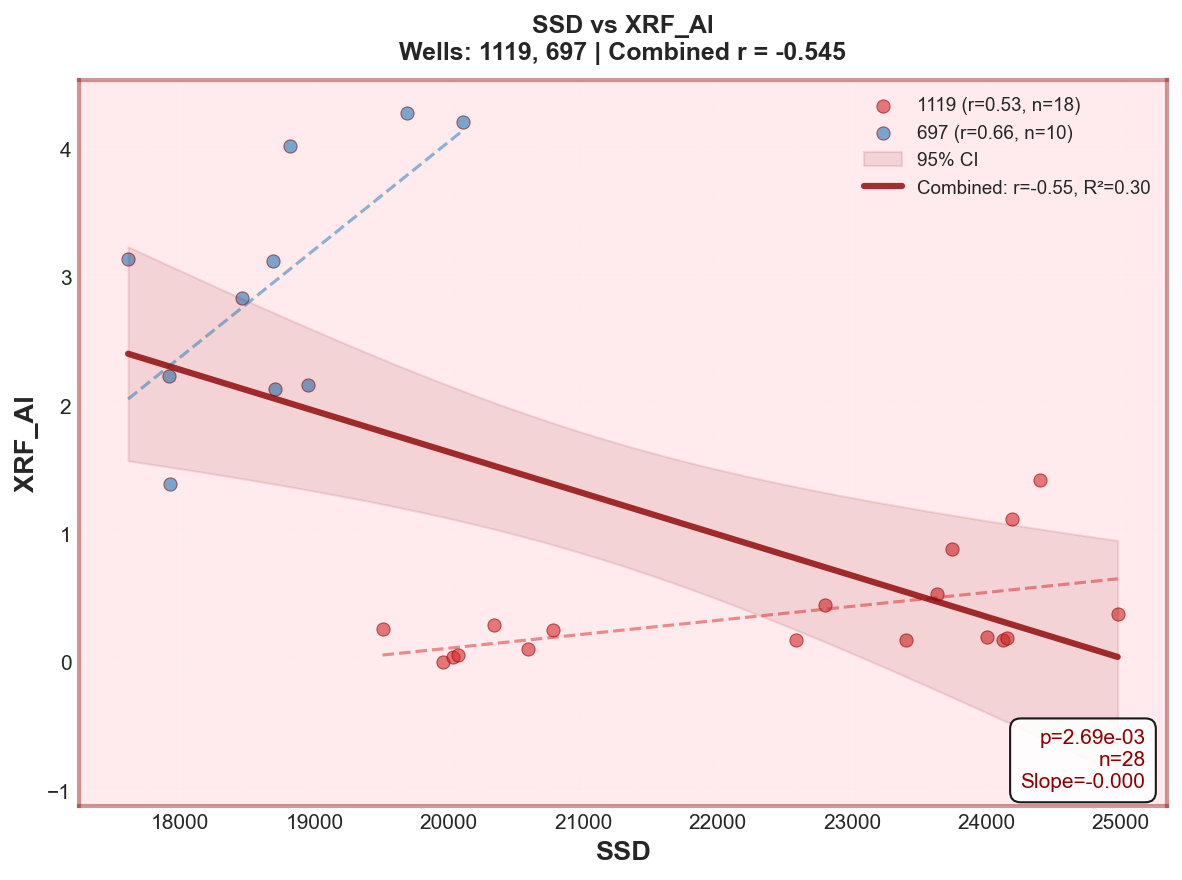 SSD vs XRF_Al
Wells: 1119, 697 | Combined r = -0.545
1119 (r=0.53, n=18)
697 (r=0.66, n=10)
95% CI
Combined: r=-0.55, R²=0.30
XRF_Al
4
3
2
1
0
−1
p=2.69e-03
n=28
Slope=-0.000
18000 19000 20000 21000 22000 23000 24000 25000
SSD